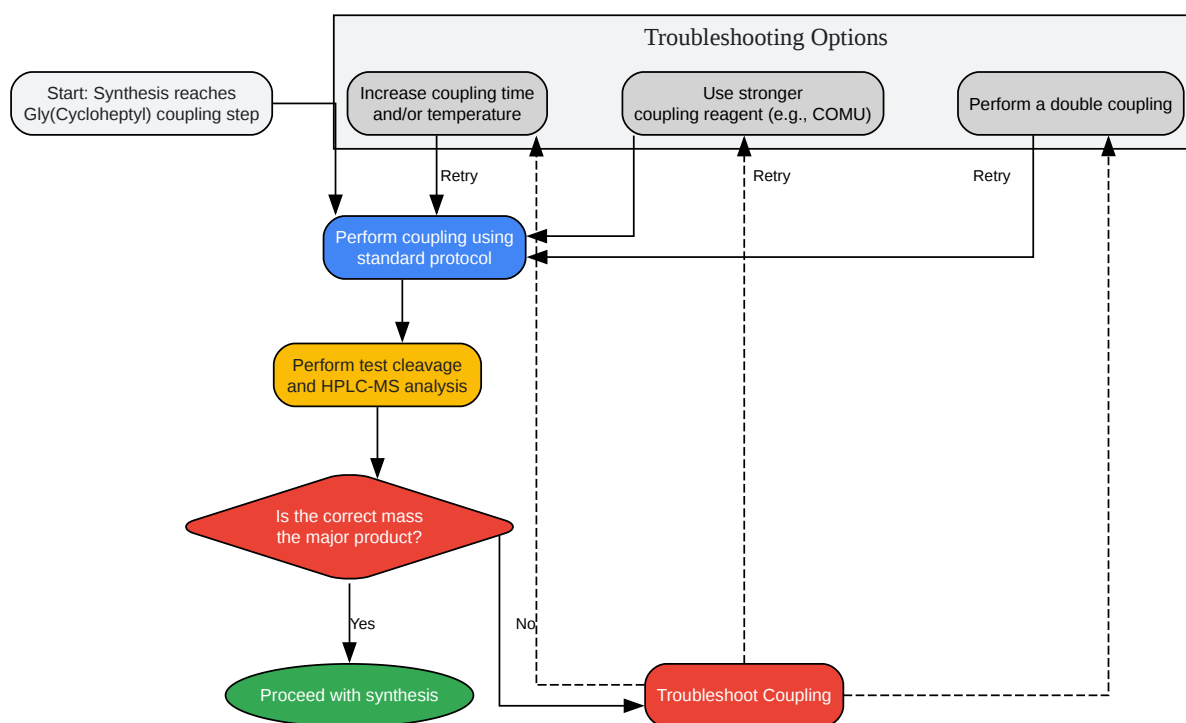 Troubleshooting Options
Start: Synthesis reaches
Gly(Cycloheptyl) coupling step
Increase coupling time
and/or temperature
Use stronger
coupling reagent (e.g., COMU)
Perform a double coupling
Retry
Retry
Retry
Perform coupling using
standard protocol
Perform test cleavage
and HPLC-MS analysis
Is the correct mass
the major product?
Yes
No
Proceed with synthesis
Troubleshoot Coupling